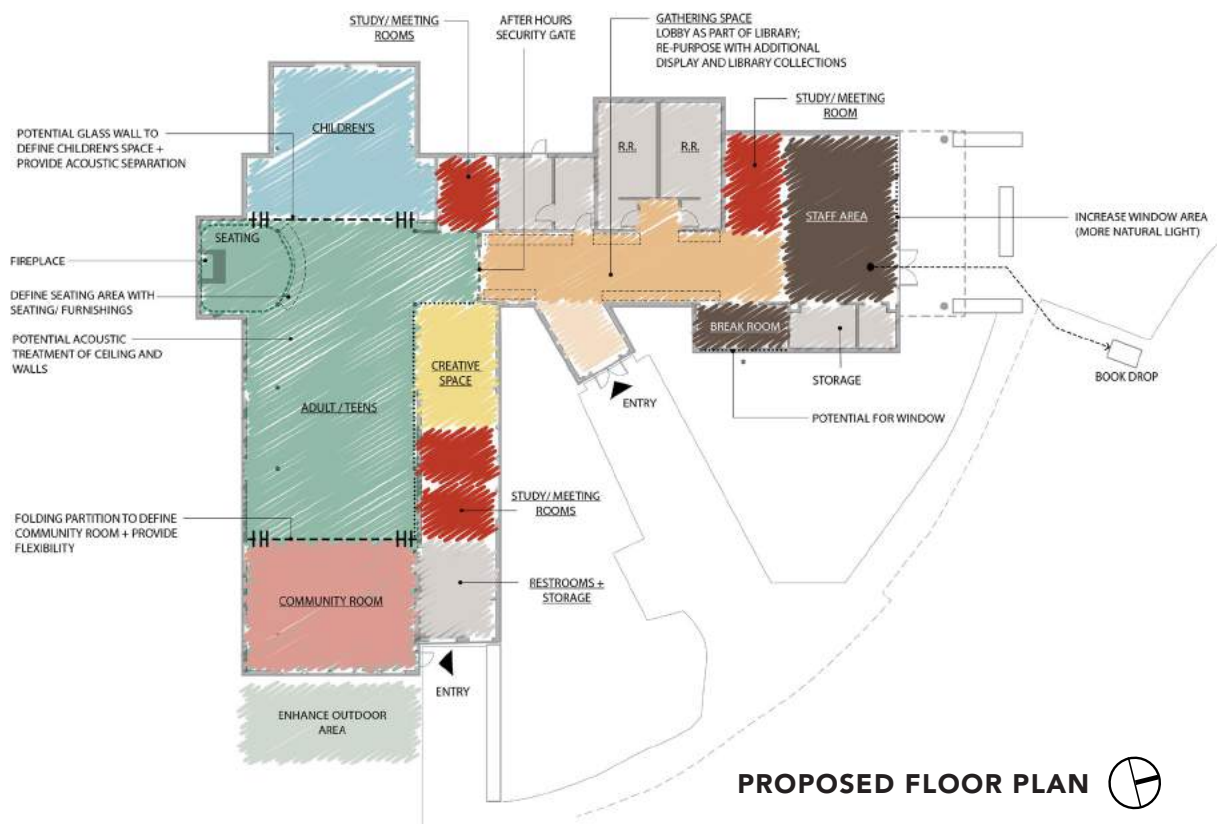 STUDY/ MEETING
ROOMS
AFTER HOURS
SECURITY GATE
GATHERING SPACE
LOBBY AS PART OF LIBRARY;
RE-PURPOSE WITH ADDITIONAL
DISPLAY AND LIBRARY COLLECTIONS
STUDY/ MEETING
ROOM
CHILDREN'S
POTENTIAL GLASS WALL TO
DEFINE CHILDREN'S SPACE +
PROVIDE ACOUSTIC SEPARATION
R.R.
R.R.
STAFF AREA
INCREASE WINDOW AREA
(MORE NATURAL LIGHT)
SEATING
FIREPLACE
DEFINE SEATING AREA WITH
SEATING/ FURNISHINGS
POTENTIAL ACOUSTIC
TREATMENT OF CEILING AND
WALLS
BREAK ROOM
CREATIVE
SPACE
STORAGE
BOOK DROP
ENTRY
ADULT / TEENS
POTENTIAL FOR WINDOW
STUDY/ MEETING
ROOMS
FOLDING PARTITION TO DEFINE
COMMUNITY ROOM + PROVIDE
FLEXIBILITY
RESTROOMS +
STORAGE
COMMUNITY ROOM
ENTRY
ENHANCE OUTDOOR
AREA
PROPOSED FLOOR PLAN